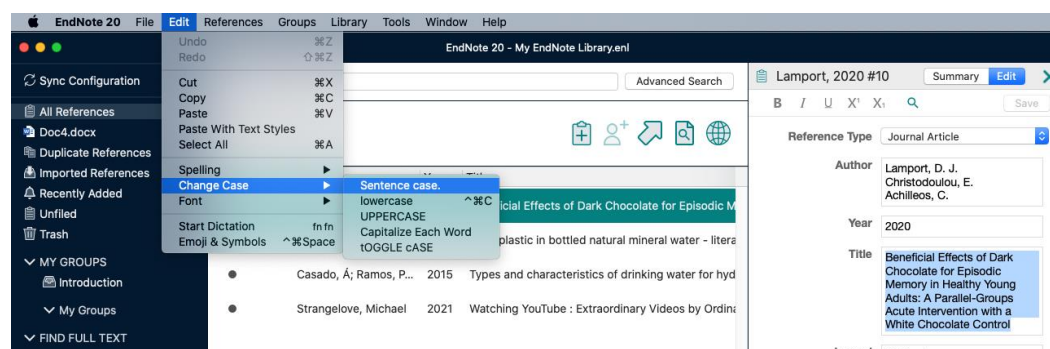 EndNote 20 File Edit References Groups Library Tools Window Help
EndNote 20 - My EndNote Library.enl
Sync Configuration
All References
Doc4.docx
Duplicate References
Imported References
Recently Added
Unfiled
Trash
MY GROUPS
Introduction
My Groups
FIND FULL TEXT
Undo ⌘Z
Redo ⇧⌘Z
Cut ⌘X
Copy ⌘C
Paste ⌘V
Paste With Text Styles
Select All ⌘A
Spelling
Change Case
Font
Start Dictation fn fn
Emoji & Symbols ^⌘Space
Sentence case.
lowercase ^⌘C
UPPERCASE
Capitalize Each Word
tOGGLE cASE
Advanced Search
Effects of Dark Chocolate for Episodic
plastic in bottled natural mineral water -
Casado, Á; Ramos, P... 2015 Types and characteristics of drinking water for
Strangelove, Michael 2021 Watching YouTube : Extraordinary Videos by
Lamport, 2020 #10 Summary Edit
B I U X¹ X₁ Save
Reference Type Journal Article
Author Lamport, D. J.
Christodoulou, E.
Achilleos, C.
Year 2020
Title Beneficial Effects of Dark
Chocolate for Episodic
Memory in Healthy Young
Adults: A Parallel-Groups
Acute Intervention with a
White Chocolate Control